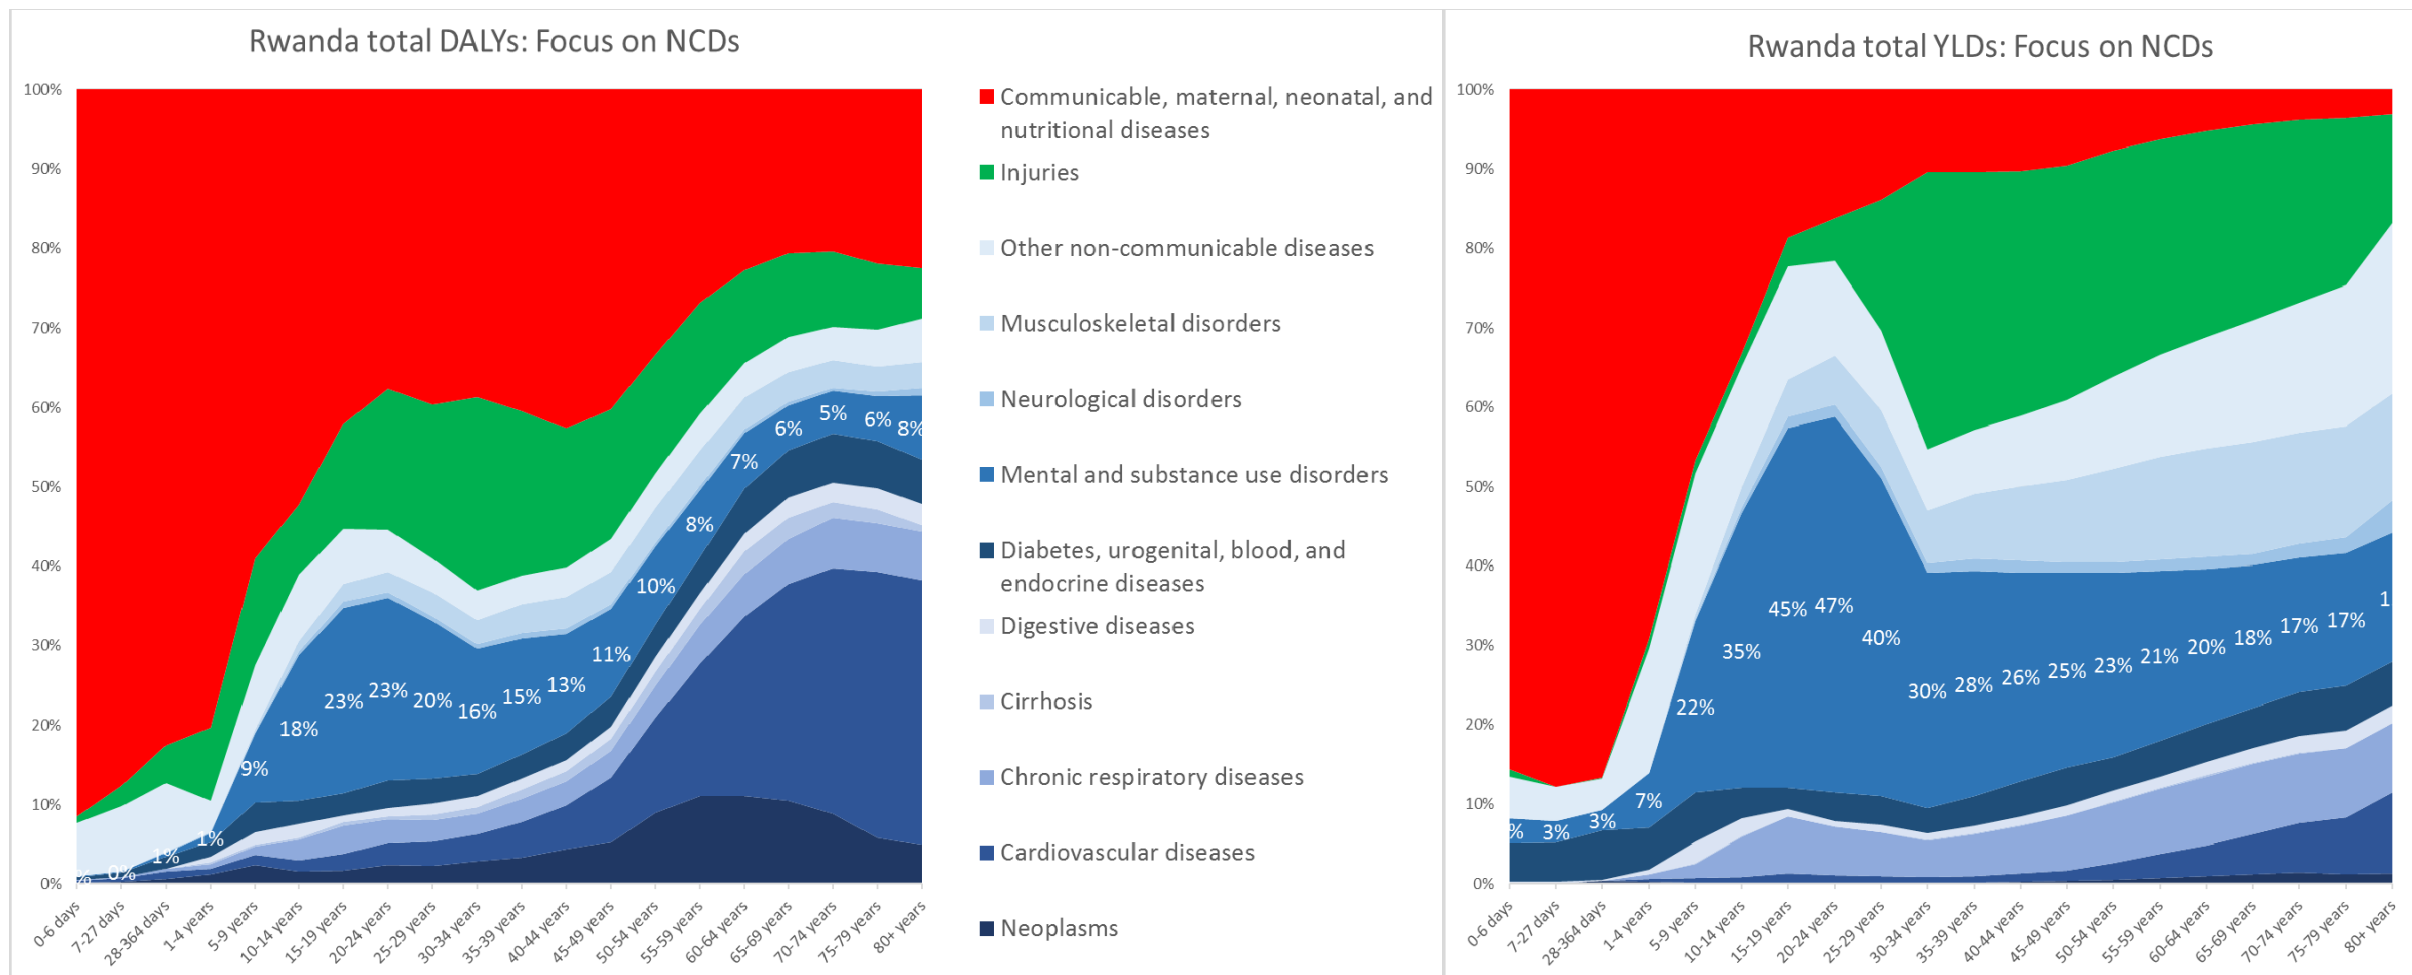 Rwanda total DALYs: Focus on NCDs
100%
90%
80%
70%
60%
50%
40%
30%
20%
10%
0%
0%
1%
1%
9%
18%
23%
23%
20%
16%
15%
13%
11%
10%
8%
7%
6%
5%
6%
8%
0-6 days
7-27 days
28-364 days
1-4 years
5-9 years
10-14 years
15-19 years
20-24 years
25-29 years
30-34 years
35-39 years
40-44 years
45-49 years
50-54 years
55-59 years
60-64 years
65-69 years
70-74 years
75-79 years
80+ years
Communicable, maternal, neonatal, and
nutritional diseases
Injuries
Other non-communicable diseases
Musculoskeletal disorders
Neurological disorders
Mental and substance use disorders
Diabetes, urogenital, blood, and
endocrine diseases
Digestive diseases
Cirrhosis
Chronic respiratory diseases
Cardiovascular diseases
Neoplasms
Rwanda total YLDs: Focus on NCDs
100%
90%
80%
70%
60%
50%
40%
30%
20%
10%
0%
%
3%
3%
7%
22%
35%
45%
47%
40%
30%
28%
26%
25%
23%
21%
20%
18%
17%
17%
1
0-6 days
7-27 days
28-364 days
1-4 years
5-9 years
10-14 years
15-19 years
20-24 years
25-29 years
30-34 years
35-39 years
40-44 years
45-49 years
50-54 years
55-59 years
60-64 years
65-69 years
70-74 years
75-79 years
80+ years